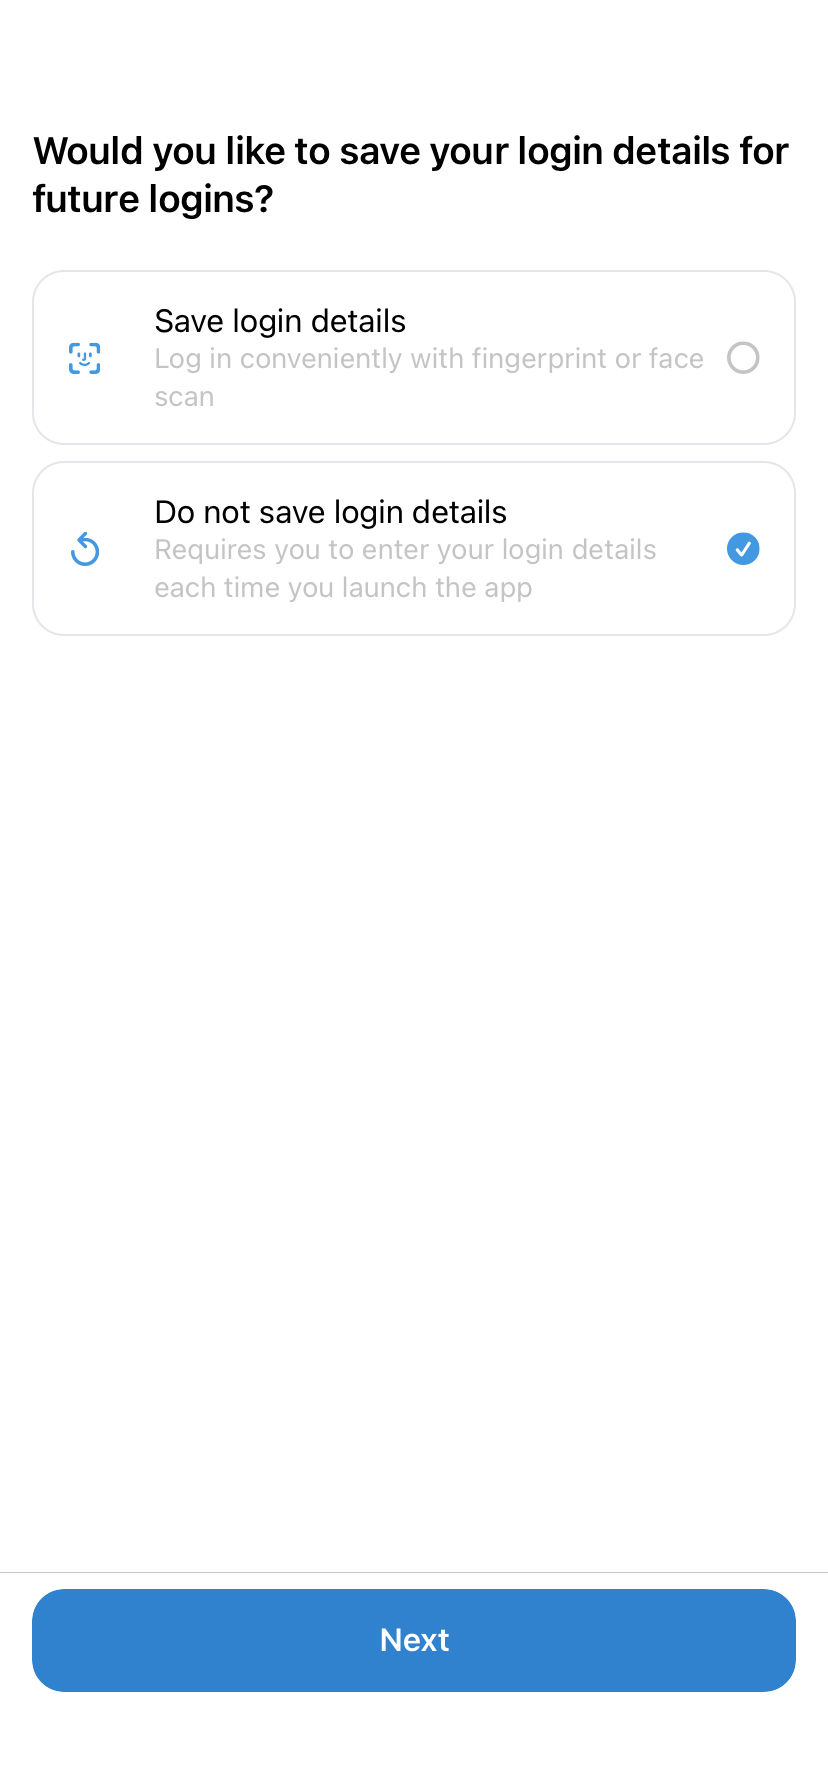 Would you like to save your login details for
future logins?
Save login details
Log in conveniently with fingerprint or face
scan
Do not save login details
Requires you to enter your login details
each time you launch the app
Next